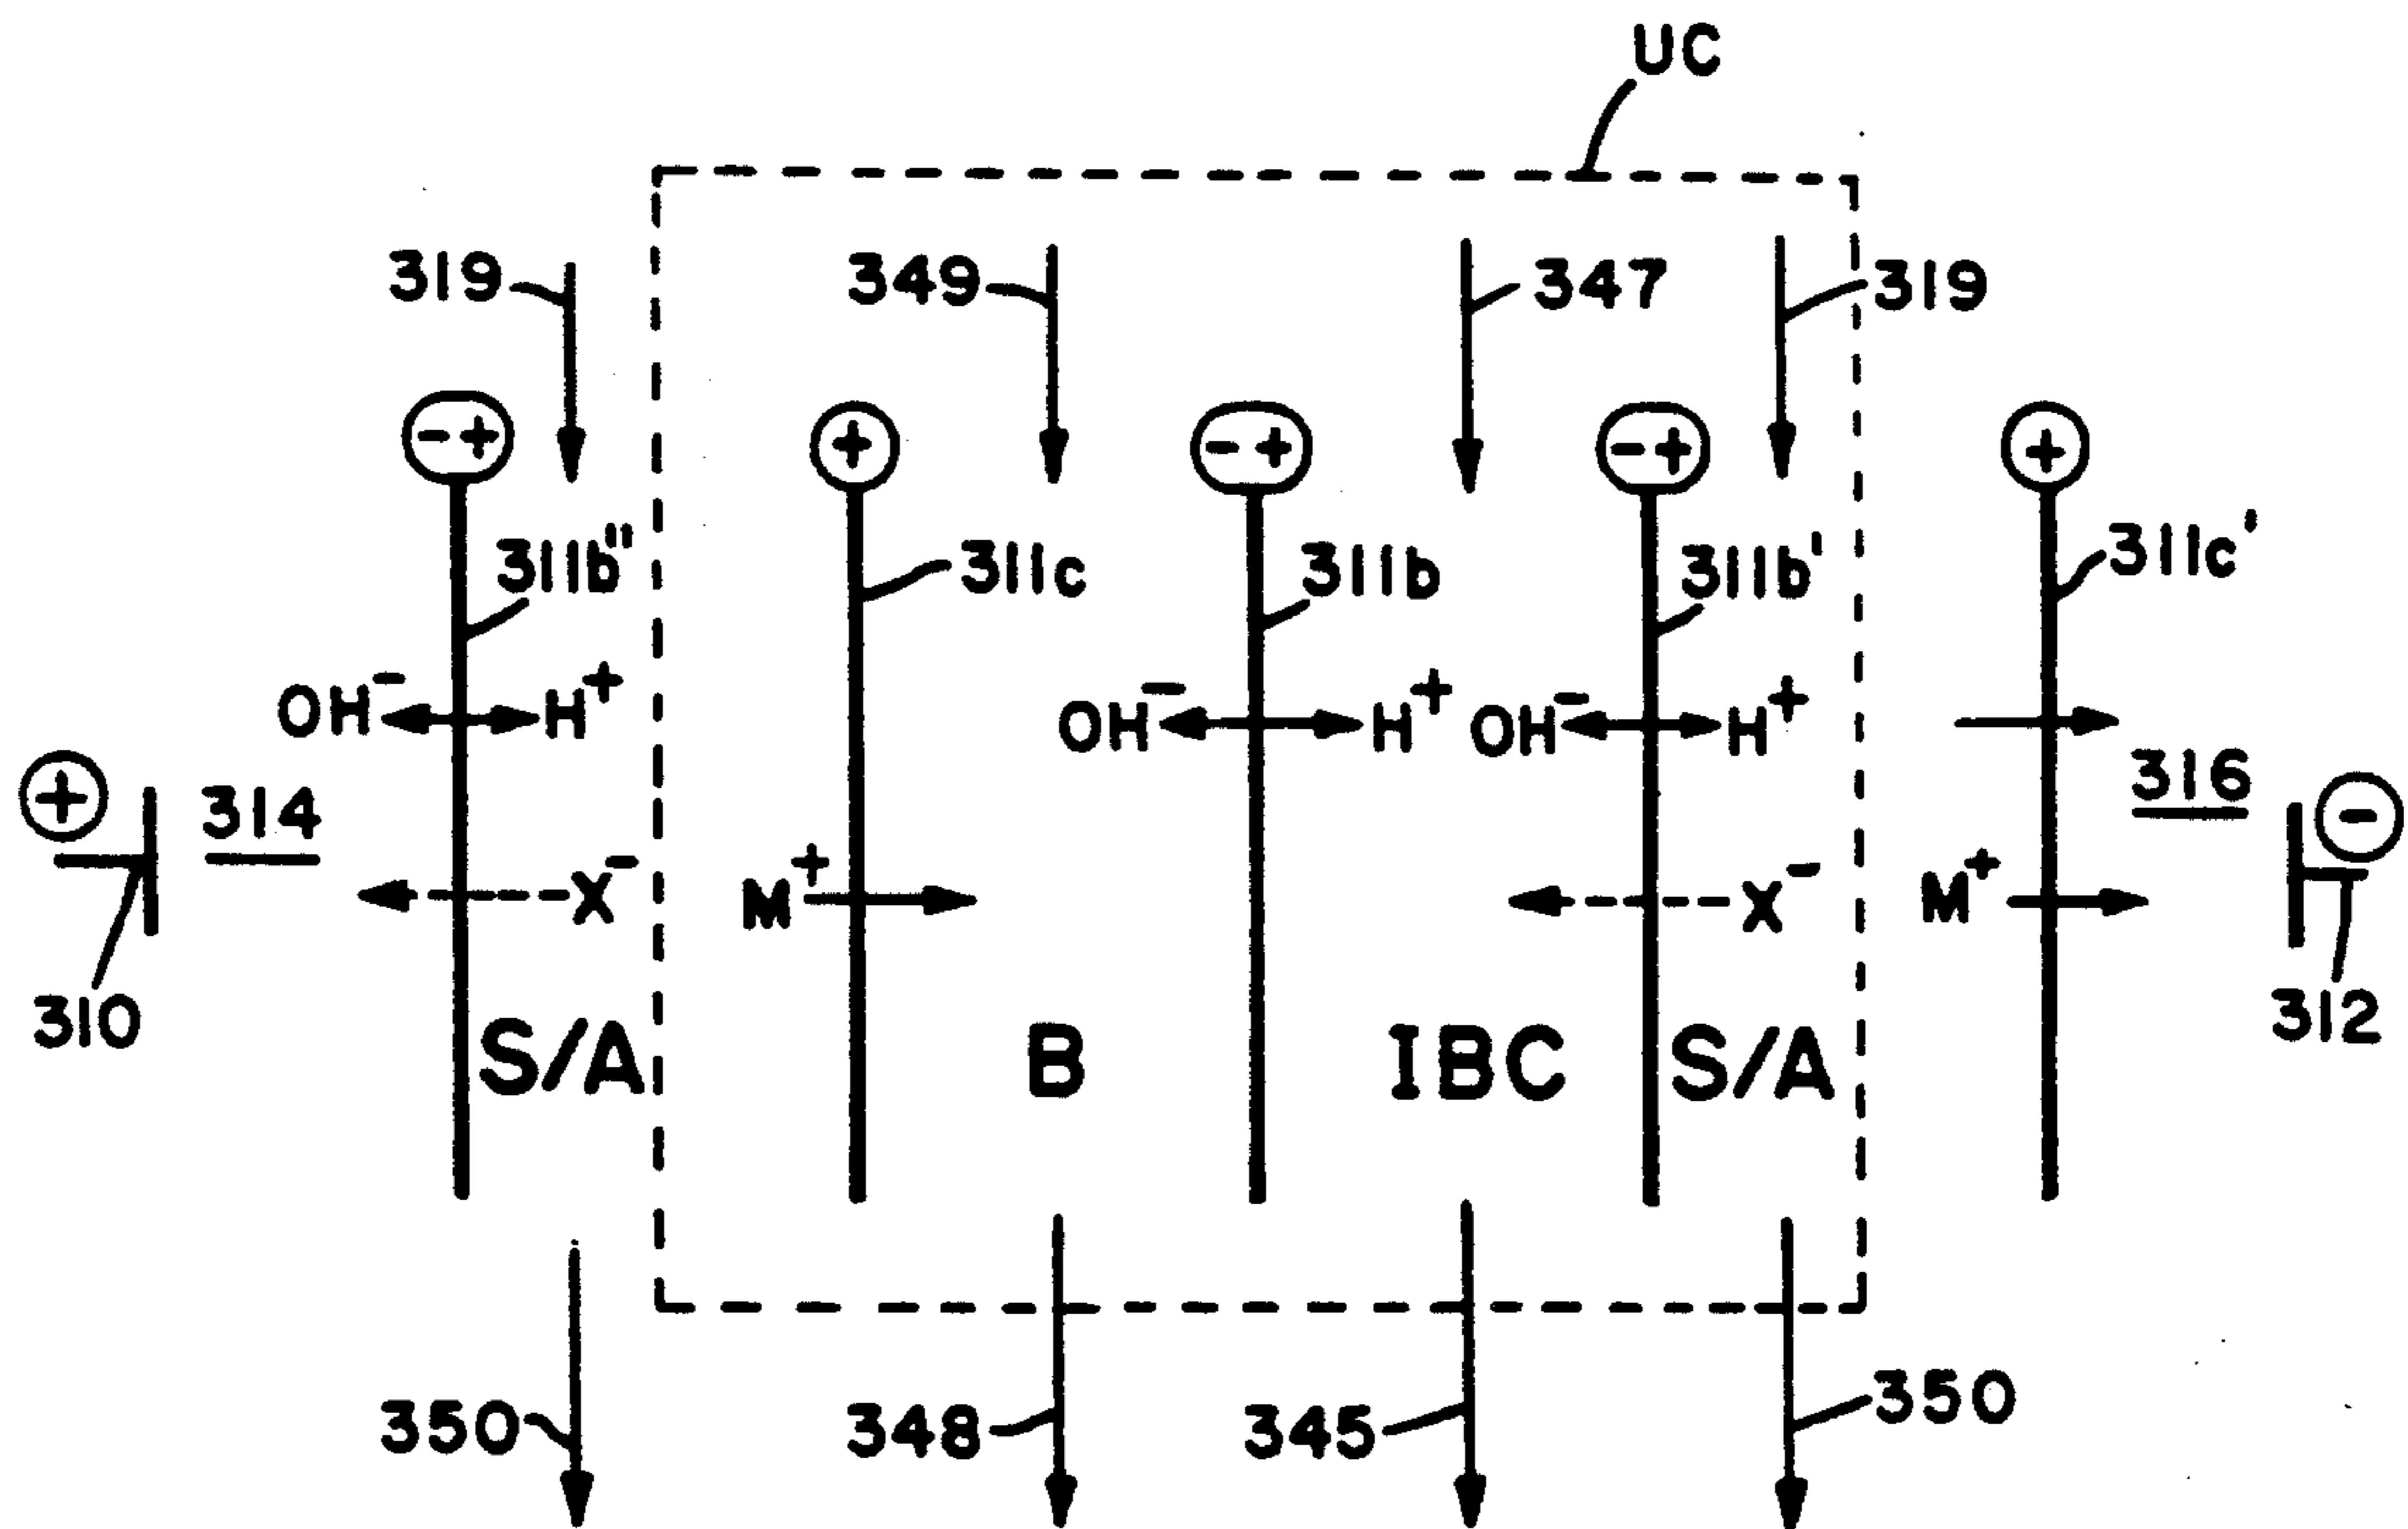 UC
319 349 347 319
-+ + -+ -+ +
311b" 311c 311b 311b' 311c'
OH⁻ H⁺ OH⁻ H⁺ OH⁻ H⁺
+ 314 316 -
X⁻ M⁺ X⁻ M⁺
310 312
S/A B IBC S/A
350 348 345 350